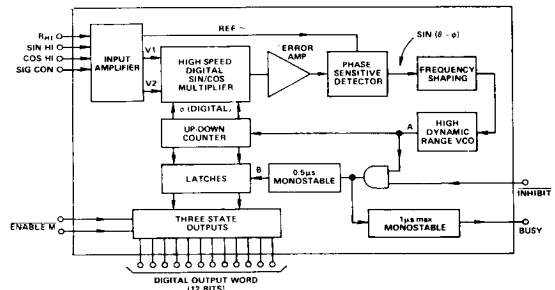 R HI
SIN HI
COS HI
SIG CON
INPUT
AMPLIFIER
REF ~
V1
V2
HIGH SPEED
DIGITAL
SIN/COS
MULTIPLIER
ERROR
AMP
PHASE
SENSITIVE
DETECTOR
SIN (θ - φ)
FREQUENCY
SHAPING
HIGH
DYNAMIC
RANGE VCO
A
(DIGITAL)
UP-DOWN
COUNTER
LATCHES
B
0.5μs
MONOSTABLE
INHIBIT
1μs max
MONOSTABLE
BUSY
THREE STATE
OUTPUTS
ENABLE M
DIGITAL OUTPUT WORD
(12 BITS)